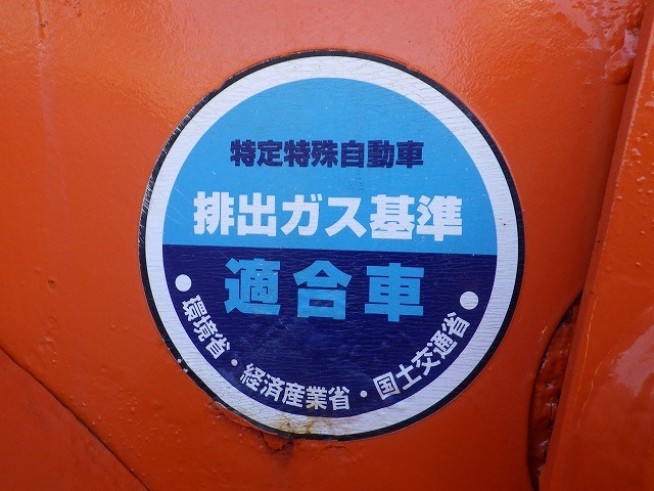 特定特殊自動車
排出ガス基準
適合車
●環境省・経済産業省・国土交通省●